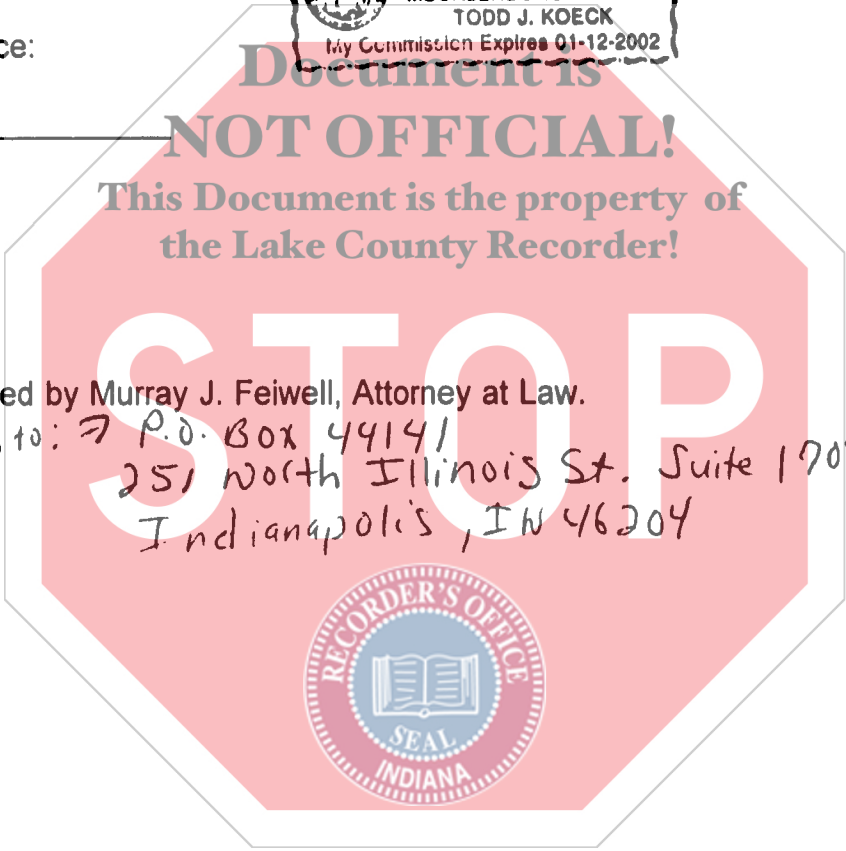 TODD J. KOECK
My Commission Expires 01-12-2002
ce:
Document is
NOT OFFICIAL!
This Document is the property of
the Lake County Recorder!
STOP
ed by Murray J. Feiwell, Attorney at Law.
to: → P.O. Box 44141
251 North Illinois St. Suite 170
Indianapolis, IN 46204
RECORDER'S OFFICE
SEAL
INDIANA